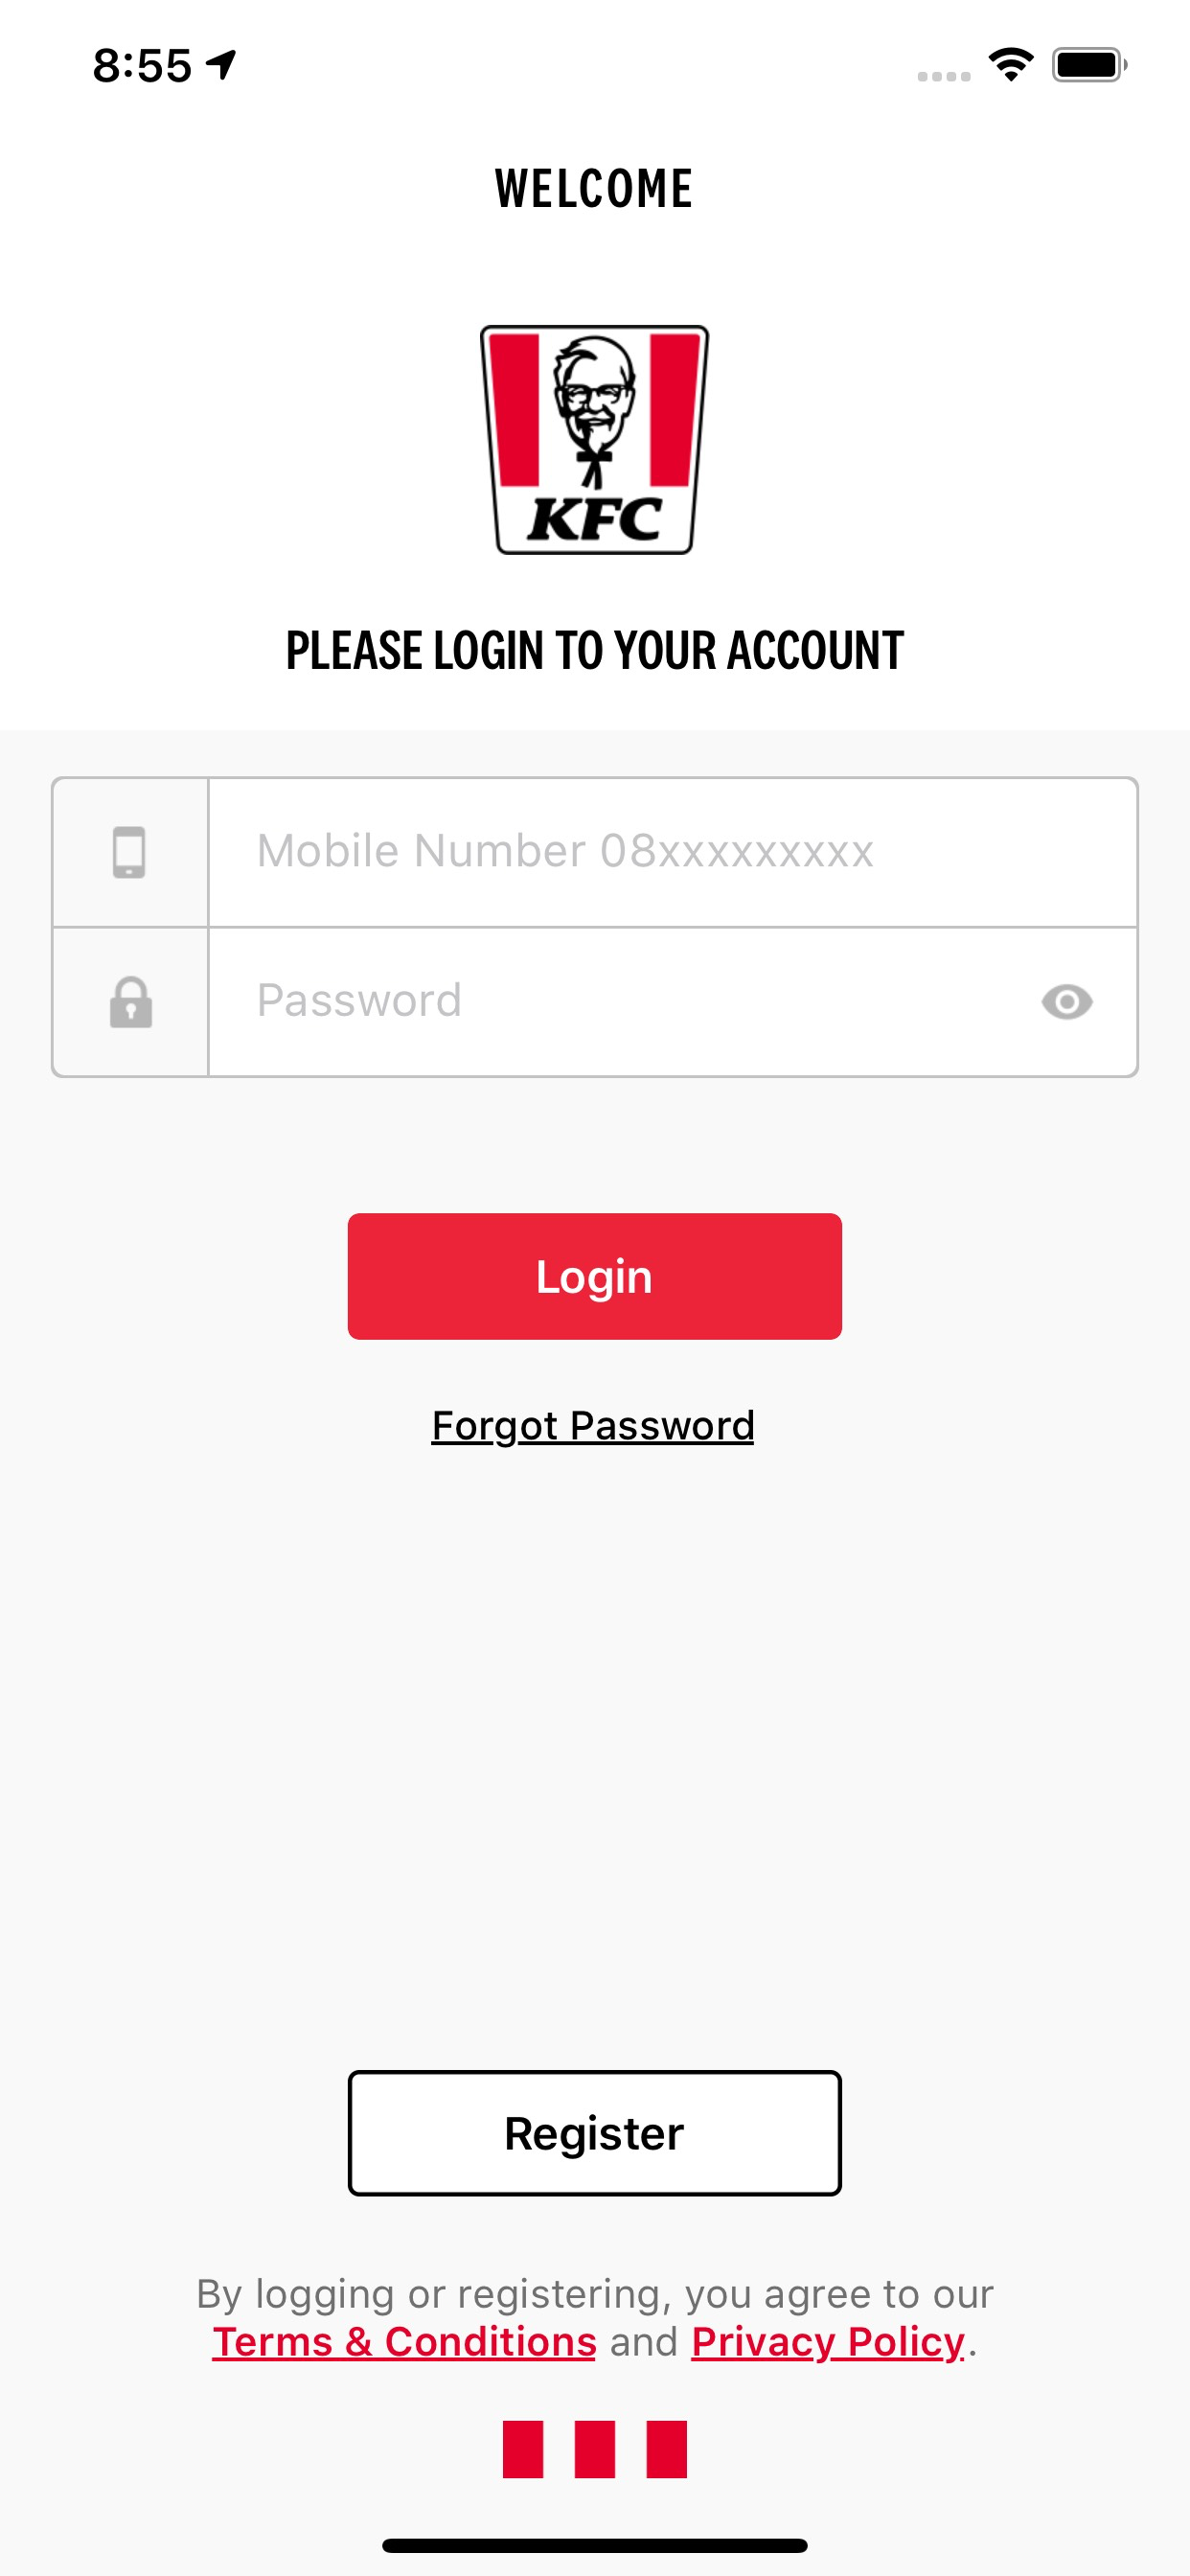 8:55
WELCOME
KFC
PLEASE LOGIN TO YOUR ACCOUNT
Mobile Number 08xxxxxxxxx
Password
Login
Forgot Password
Register
By logging or registering, you agree to our
Terms & Conditions and Privacy Policy.